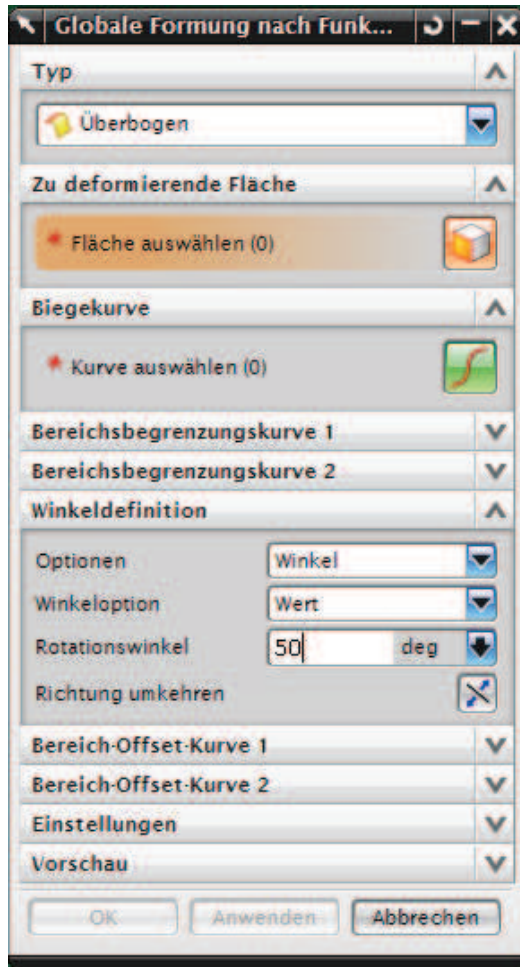 Globale Formung nach Funk...
Typ
Überbogen
Zu deformierende Fläche
* Fläche auswählen (0)
Biegekurve
* Kurve auswählen (0)
Bereichsbegrenzungskurve 1
Bereichsbegrenzungskurve 2
Winkeldefinition
Optionen Winkel
Winkeloption Wert
Rotationswinkel 50 deg
Richtung umkehren
Bereich-Offset-Kurve 1
Bereich-Offset-Kurve 2
Einstellungen
Vorschau
OK Anwenden Abbrechen